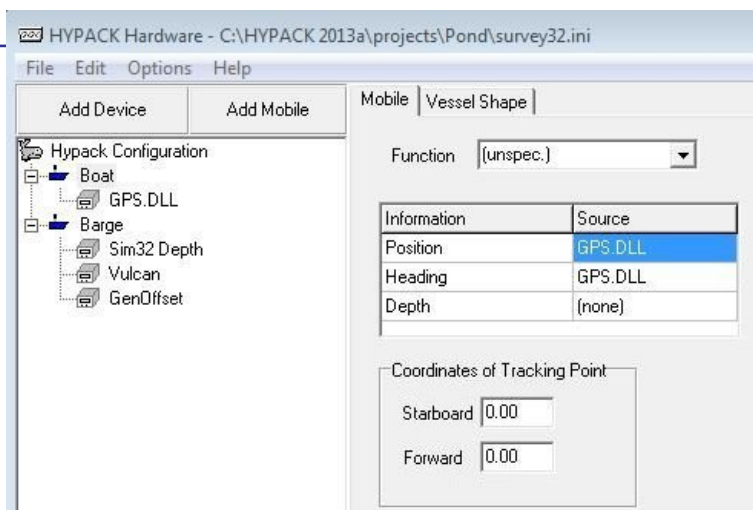 HYPACK Hardware - C:\HYPACK 2013a\projects\Pond\survey32.ini
File Edit Options Help
Add Device Add Mobile
Hypack Configuration
Boat
GPS.DLL
Barge
Sim32 Depth
Vulcan
GenOffset
Mobile Vessel Shape
Function (unspec.)
Information Source
Position GPS.DLL
Heading GPS.DLL
Depth (none)
Coordinates of Tracking Point
Starboard 0.00
Forward 0.00